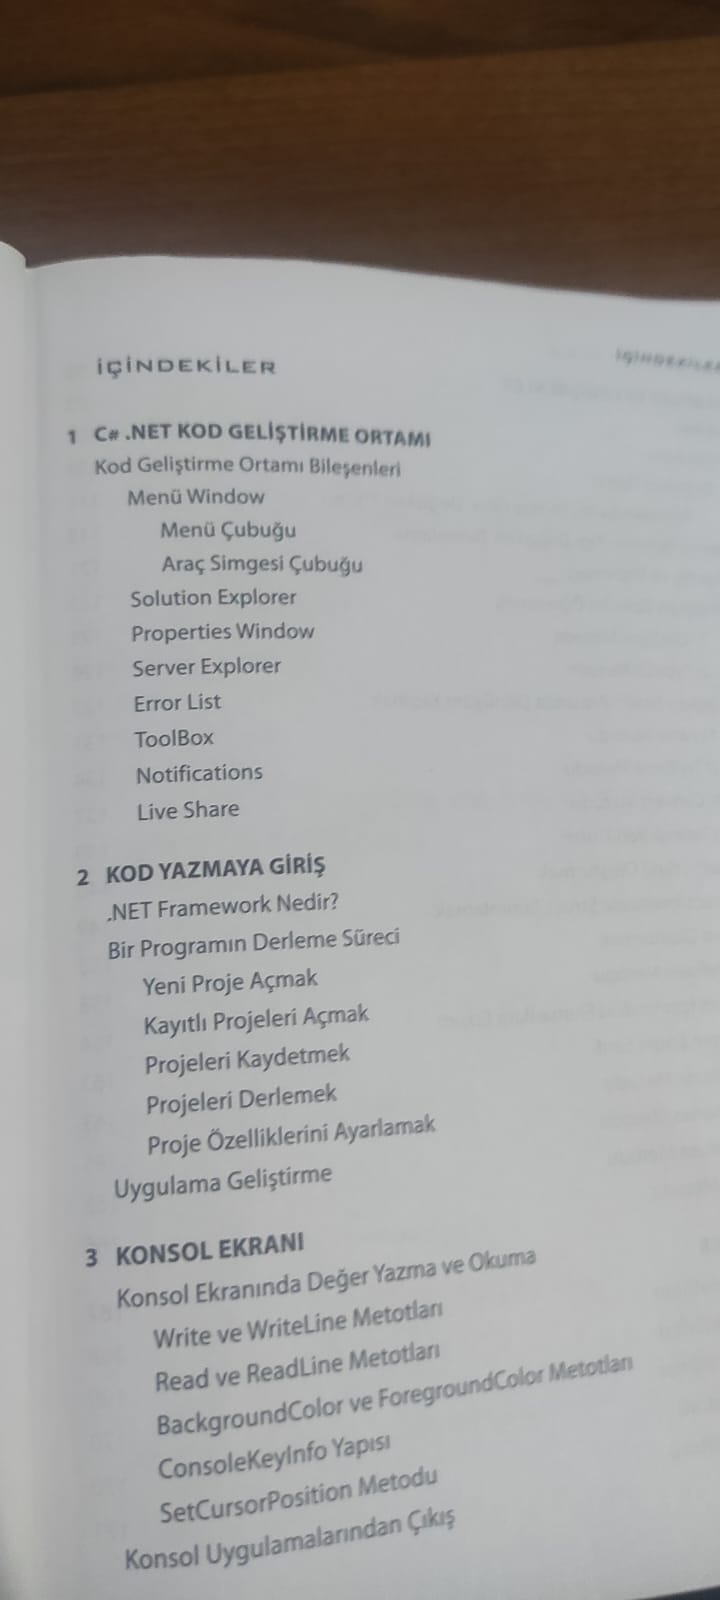 İÇİNDEKİLER
İÇİNDEKİLER
1 C# .NET KOD GELİŞTİRME ORTAMI
Kod Geliştirme Ortamı Bileşenleri
Menü Window
Menü Çubuğu
Araç Simgesi Çubuğu
Solution Explorer
Properties Window
Server Explorer
Error List
ToolBox
Notifications
Live Share
2 KOD YAZMAYA GİRİŞ
.NET Framework Nedir?
Bir Programın Derleme Süreci
Yeni Proje Açmak
Kayıtlı Projeleri Açmak
Projeleri Kaydetmek
Projeleri Derlemek
Proje Özelliklerini Ayarlamak
Uygulama Geliştirme
3 KONSOL EKRANI
Konsol Ekranında Değer Yazma ve Okuma
Write ve WriteLine Metotları
Read ve ReadLine Metotları
BackgroundColor ve ForegroundColor Metotları
ConsoleKeyInfo Yapısı
SetCursorPosition Metodu
Konsol Uygulamalarından Çıkış